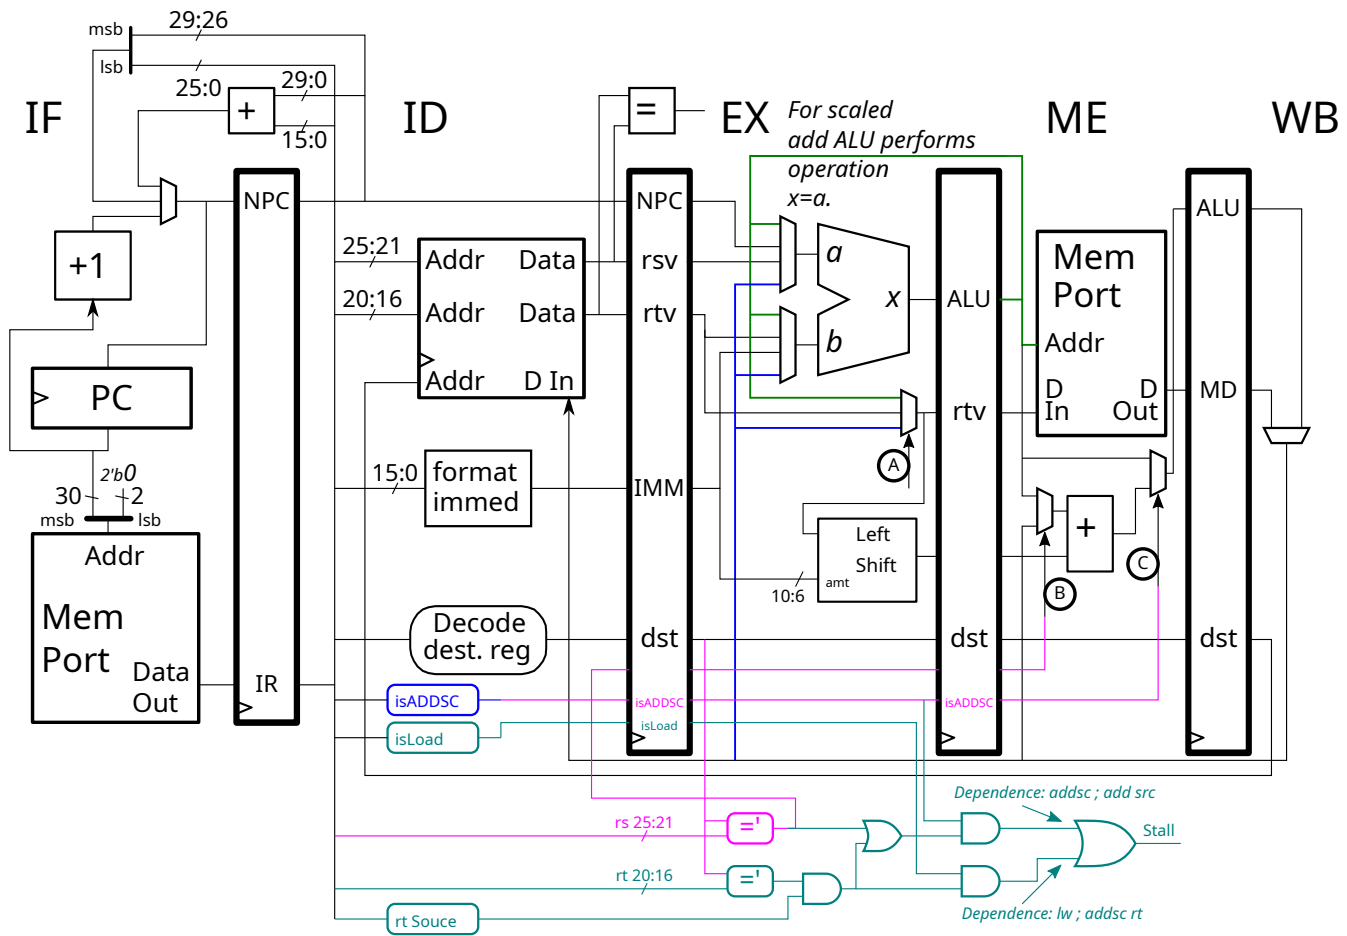 msb
29:26
lsb
25:0
29:0
15:0
+
=
IF
ID
EX
ME
WB
For scaled
add ALU performs
operation
x=a.
NPC
NPC
ALU
+1
25:21
Addr
Data
rsv
a
Mem
Port
20:16
Addr
Data
rtv
b
x
ALU
Addr
Addr
D In
PC
D
In
D
Out
MD
rtv
A
2'b0
30
2
msb
lsb
15:0
format
immed
IMM
Left
Shift
amt
10:6
+
B
C
Addr
Mem
Port
Data
Out
IR
Decode
dest. reg
dst
dst
dst
isADDSC
isADDSC
isADDSC
isLoad
isLoad
Dependence: addsc ; add src
rs 25:21
='
Stall
rt 20:16
='
rt Souce
Dependence: lw ; addsc rt